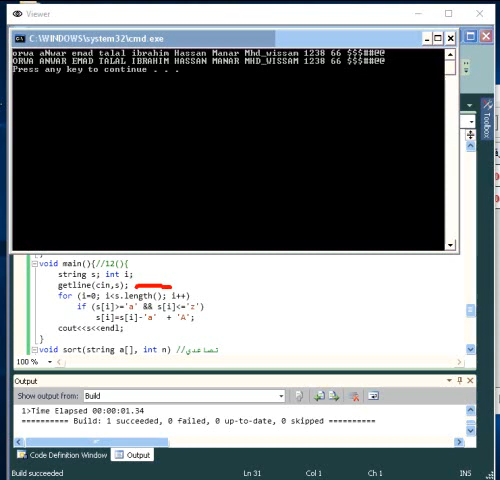 Viewer
C:\WINDOWS\system32\cmd.exe
orwa aNwar emad talal ibrahim Hassan Manar Mhd_wissam 1238 66 $$$##@@
ORWA ANWAR EMAD TALAL IBRAHIM HASSAN MANAR MHD_WISSAM 1238 66 $$$##@@
Press any key to continue . . .
Toolbox
void main(){//12(){
string s; int i;
getline(cin,s);
for (i=0; i<s.length(); i++)
if (s[i]>='a' && s[i]<='z')
s[i]=s[i]-'a' + 'A';
cout<<s<<endl;
}
void sort(string a[], int n) //تصاعدي
100 %
Output
Show output from: Build
1>Time Elapsed 00:00:01.34
========== Build: 1 succeeded, 0 failed, 0 up-to-date, 0 skipped ==========
Code Definition Window Output
Build succeeded Ln 31 Col 1 Ch 1 INS